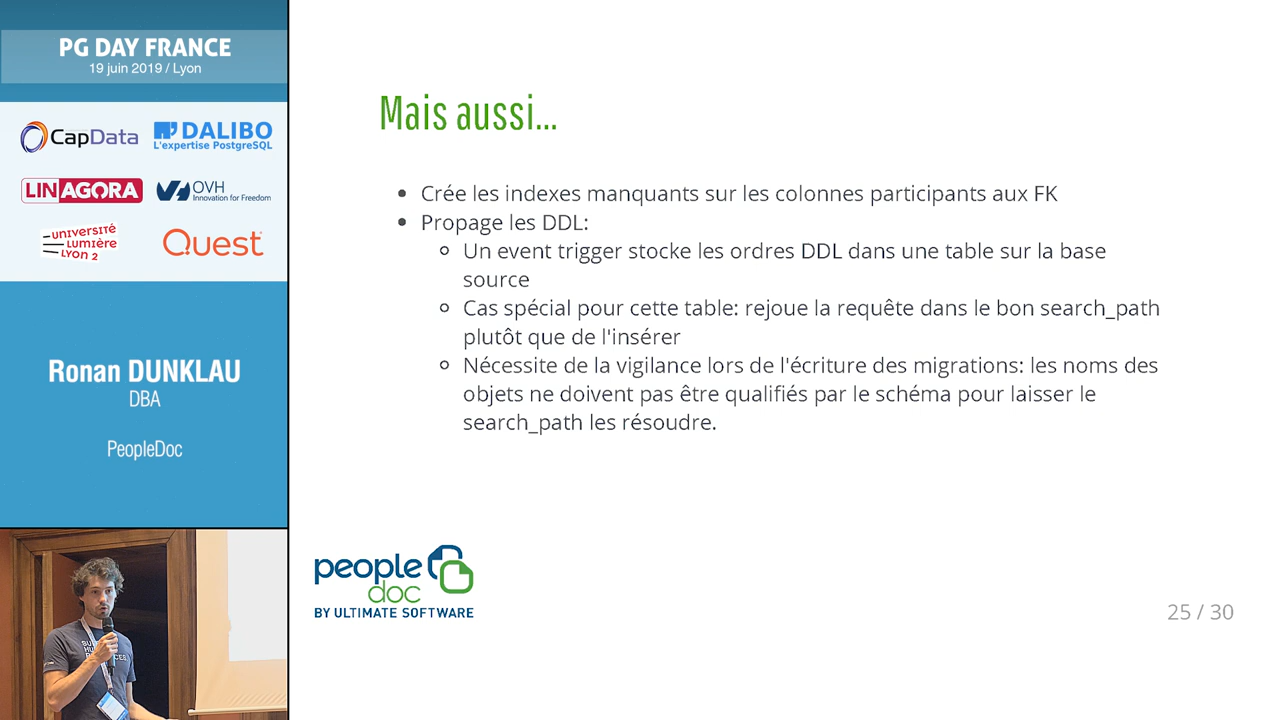 PG DAY FRANCE
19 juin 2019 / Lyon
CapData
DALIBO
L'expertise PostgreSQL
LINAGORA
OVH
Innovation for Freedom
UNIVERSITÉ
LUMIÈRE
LYON 2
Quest
Ronan DUNKLAU
DBA
PeopleDoc
Mais aussi...
Crée les indexes manquants sur les colonnes participants aux FK
Propage les DDL:
Un event trigger stocke les ordres DDL dans une table sur la base
source
Cas spécial pour cette table: rejoue la requête dans le bon search_path
plutôt que de l'insérer
Nécessite de la vigilance lors de l'écriture des migrations: les noms des
objets ne doivent pas être qualifiés par le schéma pour laisser le
search_path les résoudre.
people
doc
BY ULTIMATE SOFTWARE
25 / 30